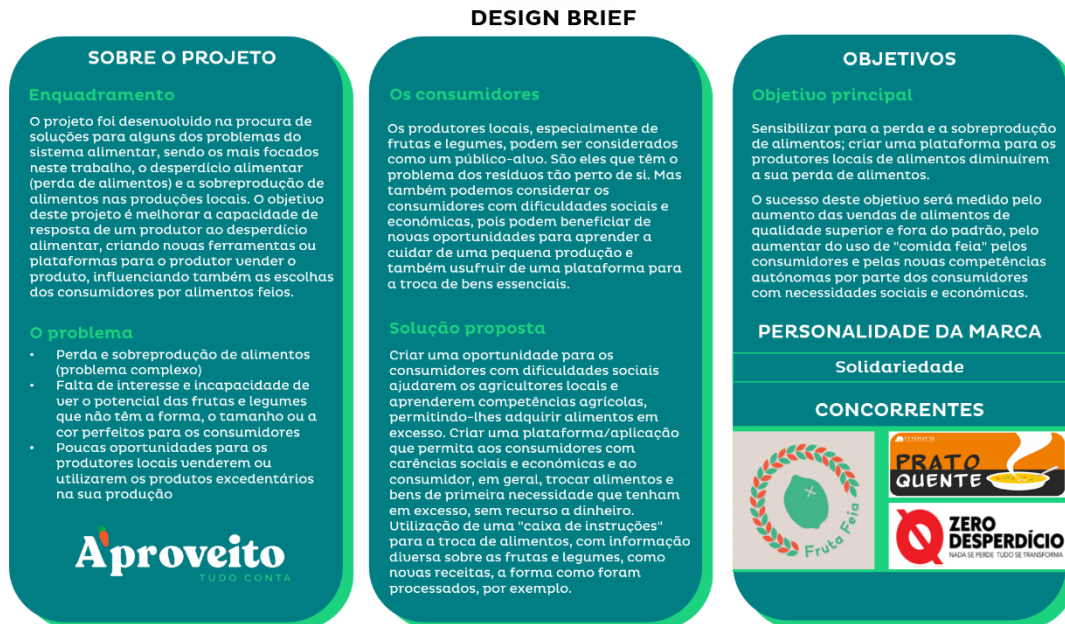 DESIGN BRIEF
SOBRE O PROJETO
Enquadramento
O projeto foi desenvolvido na procura de
soluções para alguns dos problemas do
sistema alimentar, sendo os mais focados
neste trabalho, o desperdício alimentar
(perda de alimentos) e a sobreprodução de
alimentos nas produções locais. O objetivo
deste projeto é melhorar a capacidade de
resposta de um produtor ao desperdício
alimentar, criando novas ferramentas ou
plataformas para o produtor vender o
produto, influenciando também as escolhas
dos consumidores por alimentos feios.
O problema
• Perda e sobreprodução de alimentos
(problema complexo)
• Falta de interesse e incapacidade de
ver o potencial das frutas e legumes
que não têm a forma, o tamanho ou a
cor perfeitos para os consumidores
• Poucas oportunidades para os
produtores locais venderem ou
utilizarem os produtos excedentários
na sua produção
Aproveito
TUDO CONTA
Os consumidores
Os produtores locais, especialmente de
frutas e legumes, podem ser considerados
como um público-alvo. São eles que têm o
problema dos resíduos tão perto de si. Mas
também podemos considerar os
consumidores com dificuldades sociais e
económicas, pois podem beneficiar de
novas oportunidades para aprender a
cuidar de uma pequena produção e
também usufruir de uma plataforma para
a troca de bens essenciais.
Solução proposta
Criar uma oportunidade para os
consumidores com dificuldades sociais
ajudarem os agricultores locais e
aprenderem competências agrícolas,
permitindo-lhes adquirir alimentos em
excesso. Criar uma plataforma/aplicação
que permita aos consumidores com
carências sociais e económicas e ao
consumidor, em geral, trocar alimentos e
bens de primeira necessidade que tenham
em excesso, sem recurso a dinheiro.
Utilização de uma "caixa de instruções"
para a troca de alimentos, com informação
diversa sobre as frutas e legumes, como
novas receitas, a forma como foram
processados, por exemplo.
OBJETIVOS
Objetivo principal
Sensibilizar para a perda e a sobreprodução
de alimentos; criar uma plataforma para os
produtores locais de alimentos diminuírem
a sua perda de alimentos.
O sucesso deste objetivo será medido pelo
aumento das vendas de alimentos de
qualidade superior e fora do padrão, pelo
aumentar do uso de "comida feia" pelos
consumidores e pelas novas competências
autónomas por parte dos consumidores
com necessidades sociais e económicas.
PERSONALIDADE DA MARCA
Solidariedade
CONCORRENTES
Fruta Feia
moura
PRATO
QUENTE
ZERO
DESPERDÍCIO
NADA SE PERDE TUDO SE TRANSFORMA